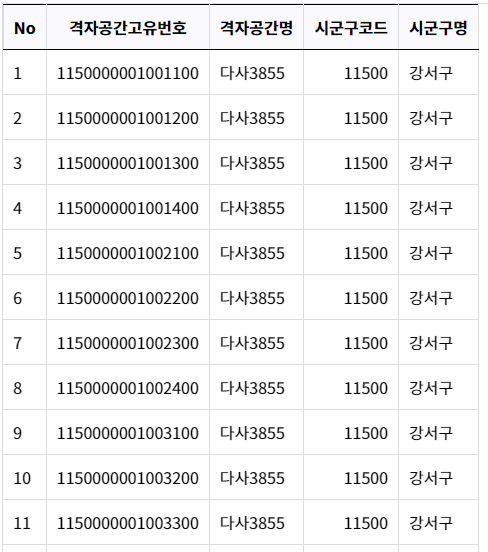 No 격자공간고유번호 격자공간명 시군구코드 시군구명
1 1150000001001100 다사3855 11500 강서구
2 1150000001001200 다사3855 11500 강서구
3 1150000001001300 다사3855 11500 강서구
4 1150000001001400 다사3855 11500 강서구
5 1150000001002100 다사3855 11500 강서구
6 1150000001002200 다사3855 11500 강서구
7 1150000001002300 다사3855 11500 강서구
8 1150000001002400 다사3855 11500 강서구
9 1150000001003100 다사3855 11500 강서구
10 1150000001003200 다사3855 11500 강서구
11 1150000001003300 다사3855 11500 강서구